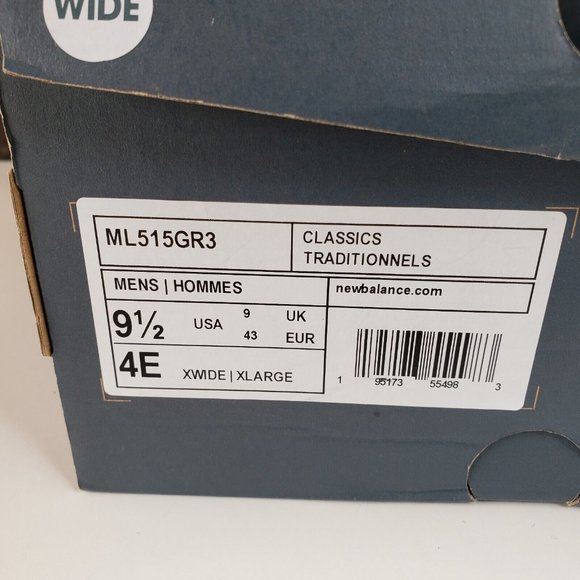 WIDE
ML515GR3
CLASSICS
TRADITIONNELS
MENS | HOMMES
newbalance.com
9½ USA 9 UK
43 EUR
4E XWIDE | XLARGE
1 95173 55498 3